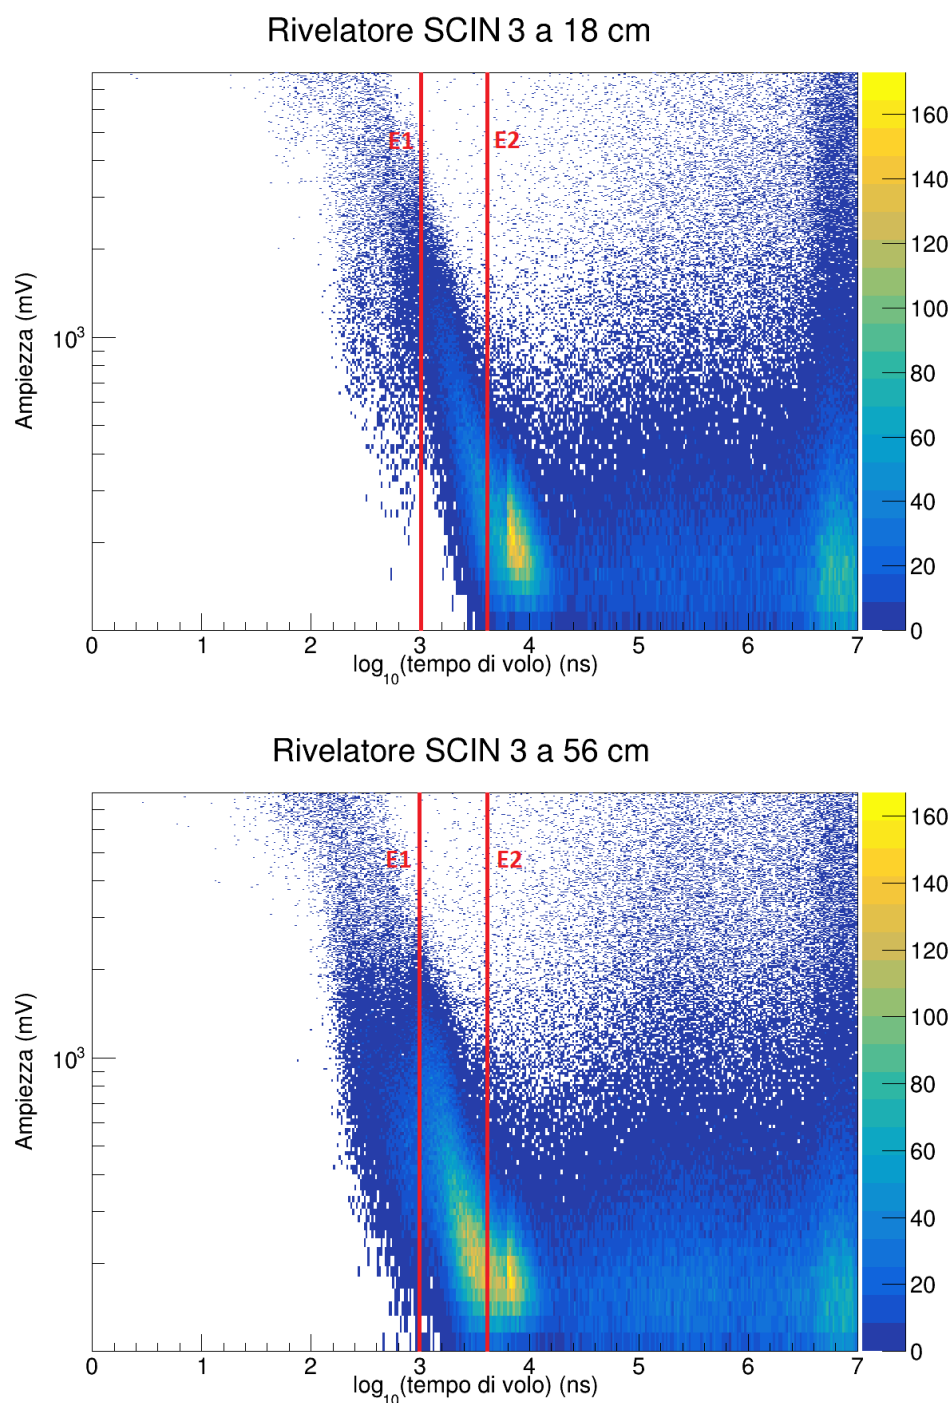 Rivelatore SCIN 3 a 18 cm
E1
E2
Ampiezza (mV)
10³
160
140
120
100
80
60
40
20
0
0 1 2 3 4 5 6 7
log₁₀(tempo di volo) (ns)
Rivelatore SCIN 3 a 56 cm
E1
E2
Ampiezza (mV)
10³
160
140
120
100
80
60
40
20
0
0 1 2 3 4 5 6 7
log₁₀(tempo di volo) (ns)